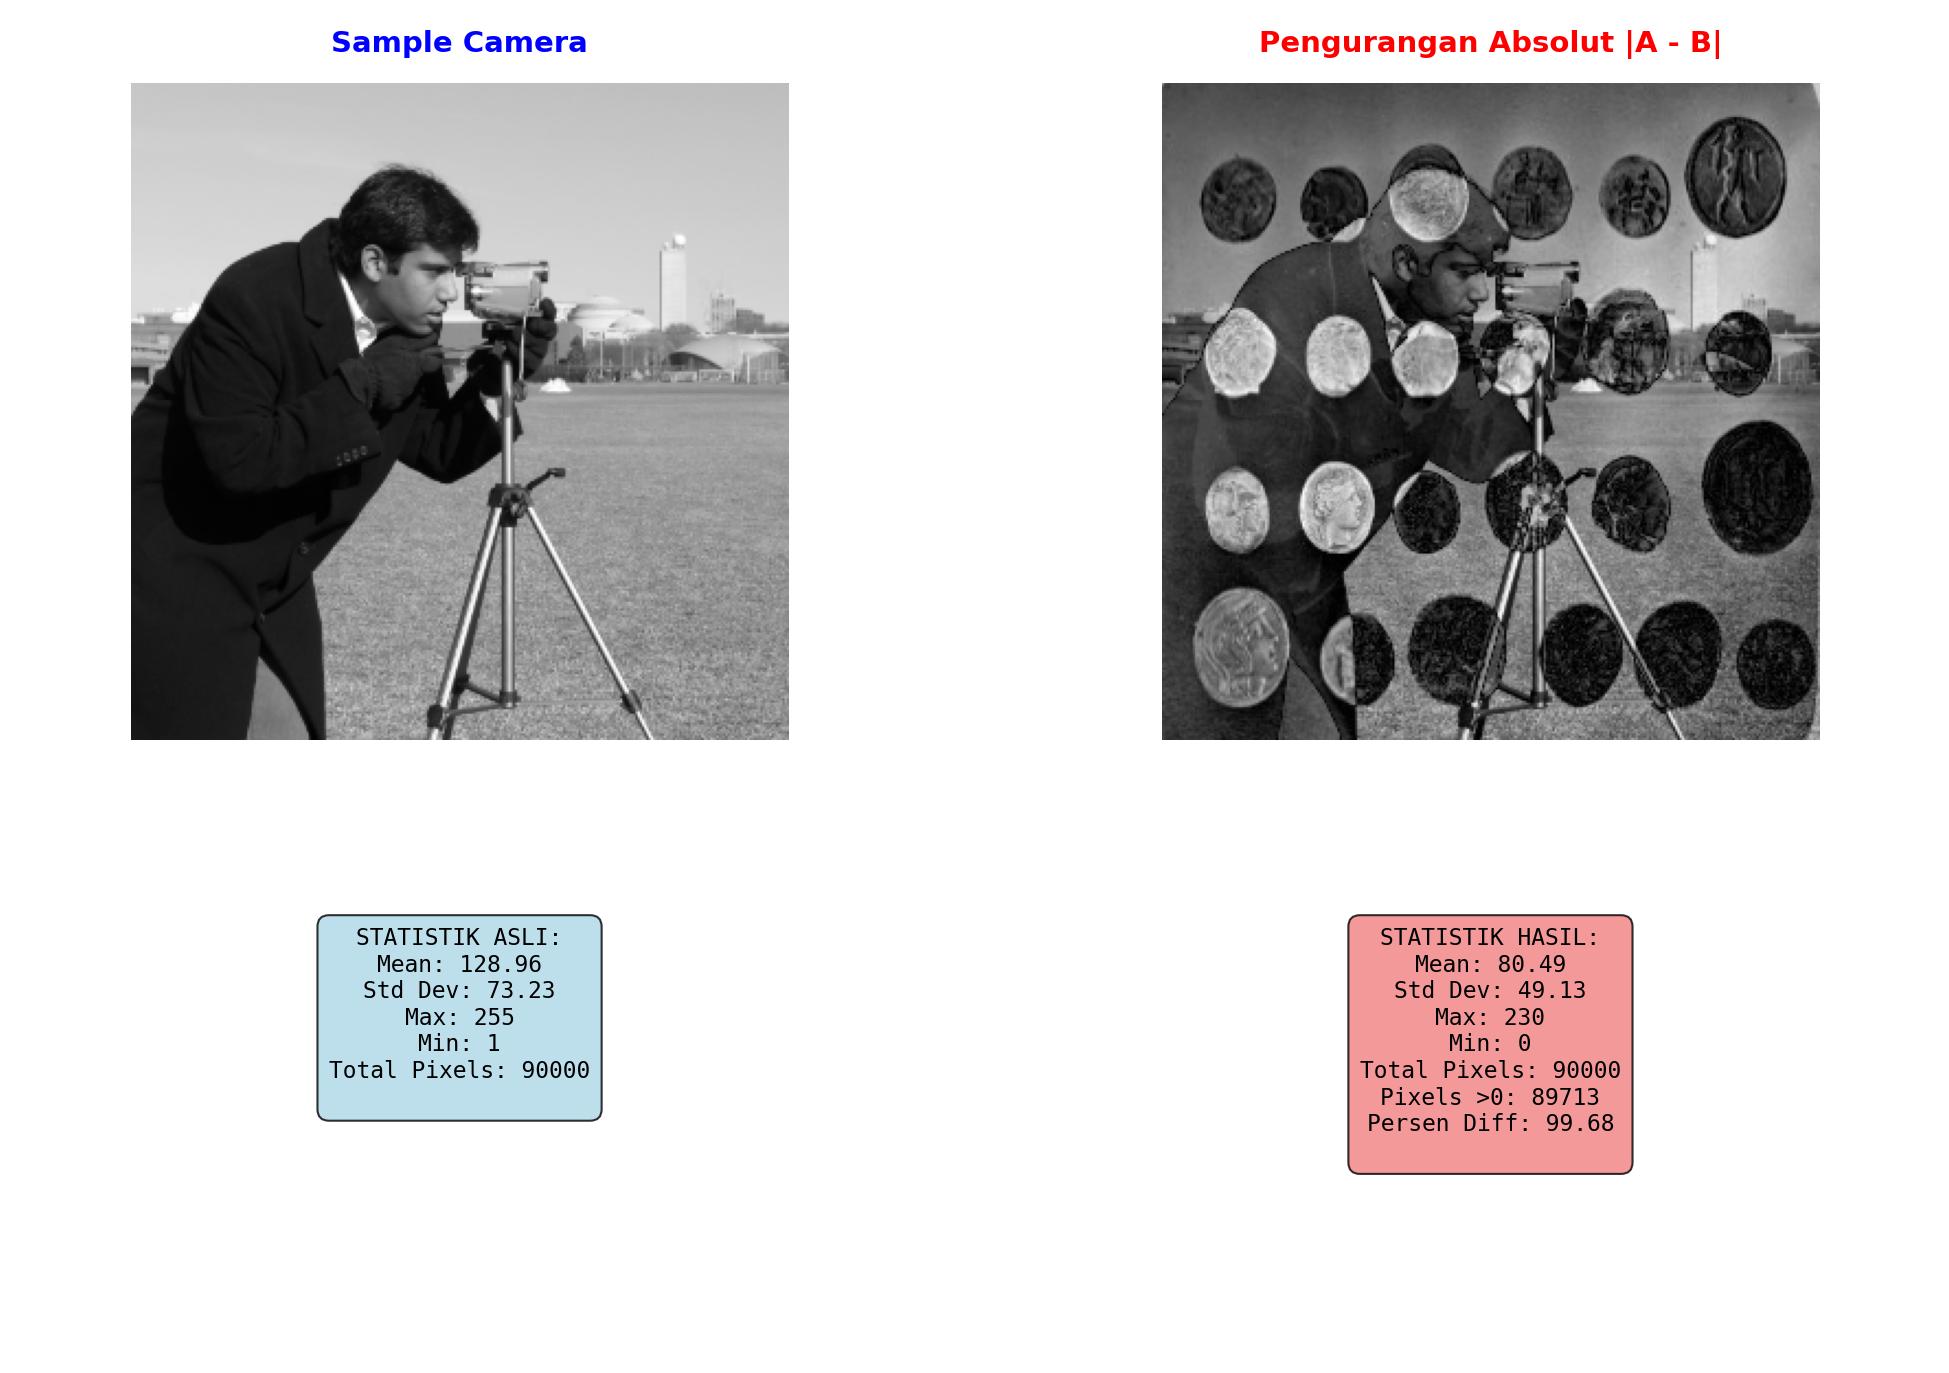 Sample Camera
Pengurangan Absolut |A - B|
STATISTIK ASLI:
Mean: 128.96
Std Dev: 73.23
Max: 255
Min: 1
Total Pixels: 90000
STATISTIK HASIL:
Mean: 80.49
Std Dev: 49.13
Max: 230
Min: 0
Total Pixels: 90000
Pixels >0: 89713
Persen Diff: 99.68